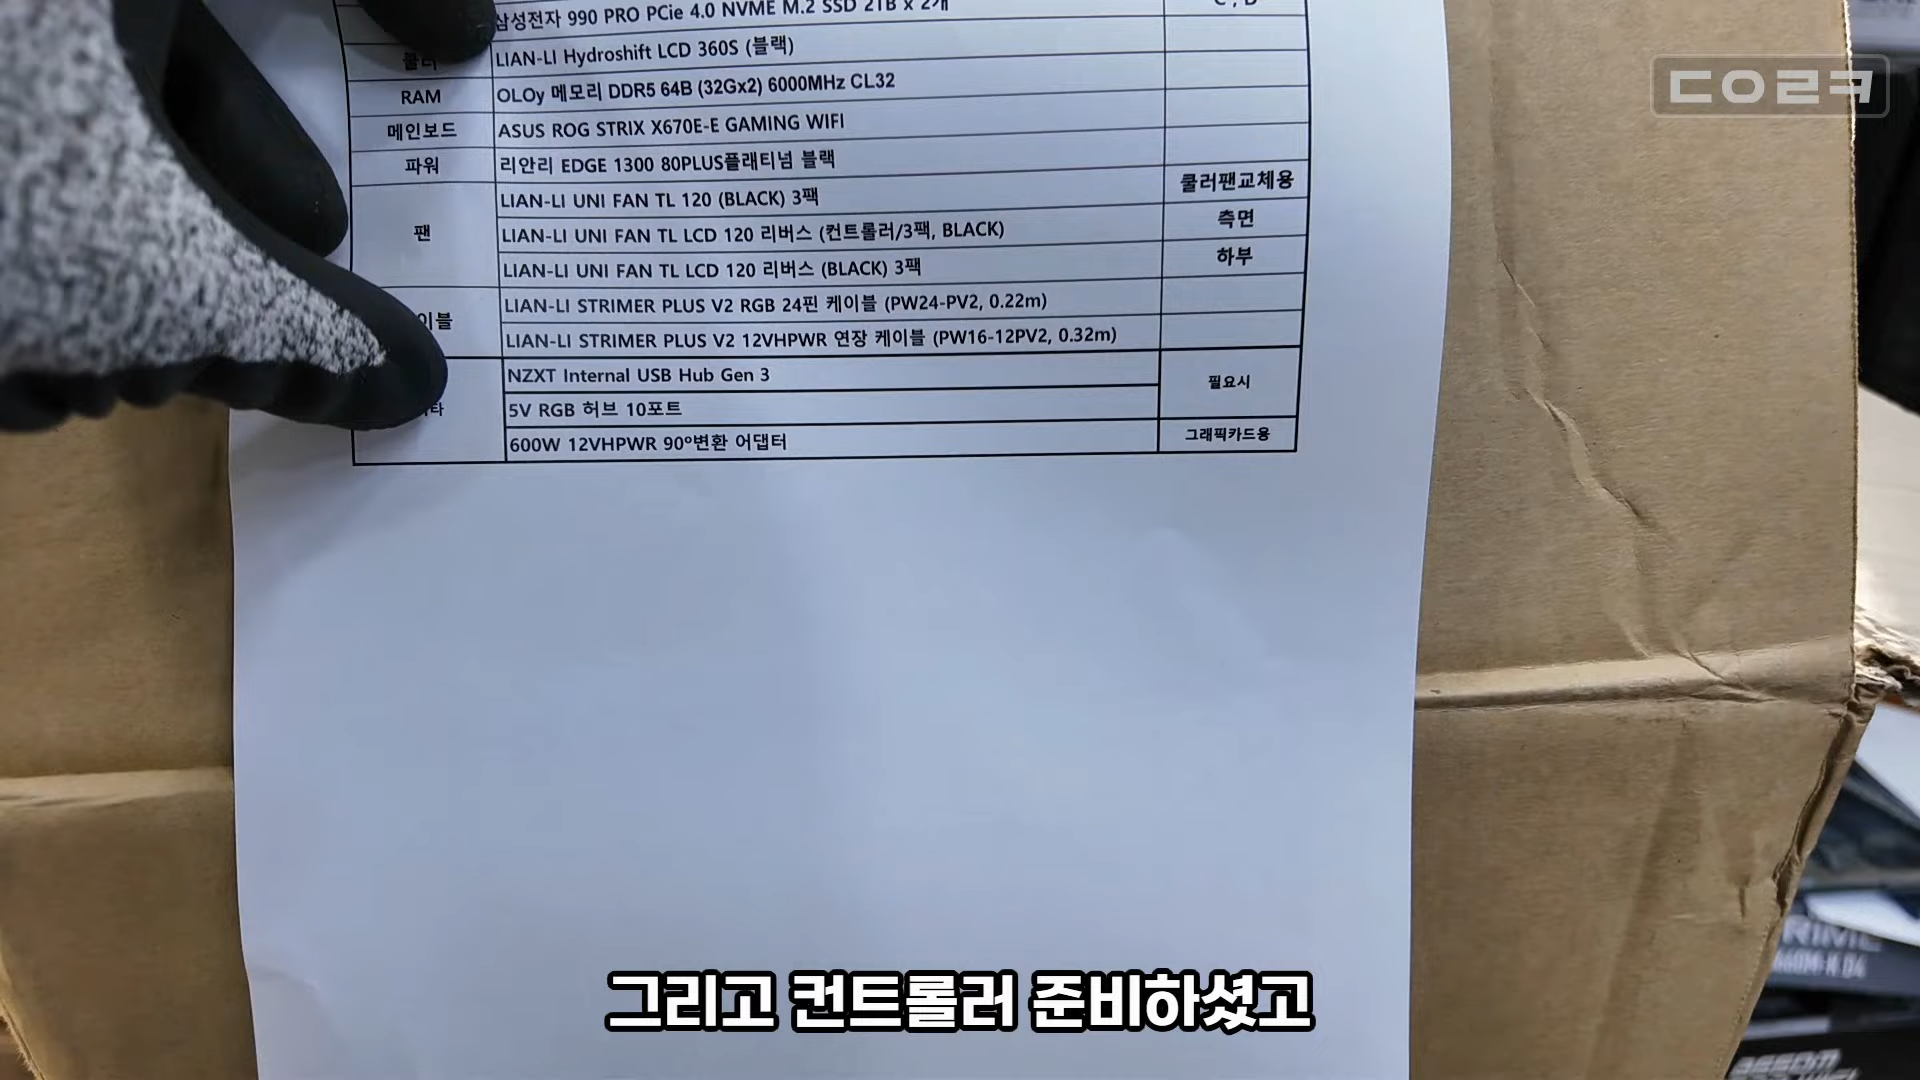 삼성전자 990 PRO PCIe 4.0 NVME M.2 SSD 2TB x 2개
쿨러 LIAN-LI Hydroshift LCD 360S (블랙)
RAM OLOy 메모리 DDR5 64B (32Gx2) 6000MHz CL32
메인보드 ASUS ROG STRIX X670E-E GAMING WIFI
파워 리안리 EDGE 1300 80PLUS플래티넘 블랙
팬 LIAN-LI UNI FAN TL 120 (BLACK) 3팩 쿨러팬교체용
LIAN-LI UNI FAN TL LCD 120 리버스 (컨트롤러/3팩, BLACK) 측면
LIAN-LI UNI FAN TL LCD 120 리버스 (BLACK) 3팩 하부
이블 LIAN-LI STRIMER PLUS V2 RGB 24핀 케이블 (PW24-PV2, 0.22m)
LIAN-LI STRIMER PLUS V2 12VHPWR 연장 케이블 (PW16-12PV2, 0.32m)
타 NZXT Internal USB Hub Gen 3 필요시
5V RGB 허브 10포트
600W 12VHPWR 90º변환 어댑터 그래픽카드용
그리고 컨트롤러 준비하셨고